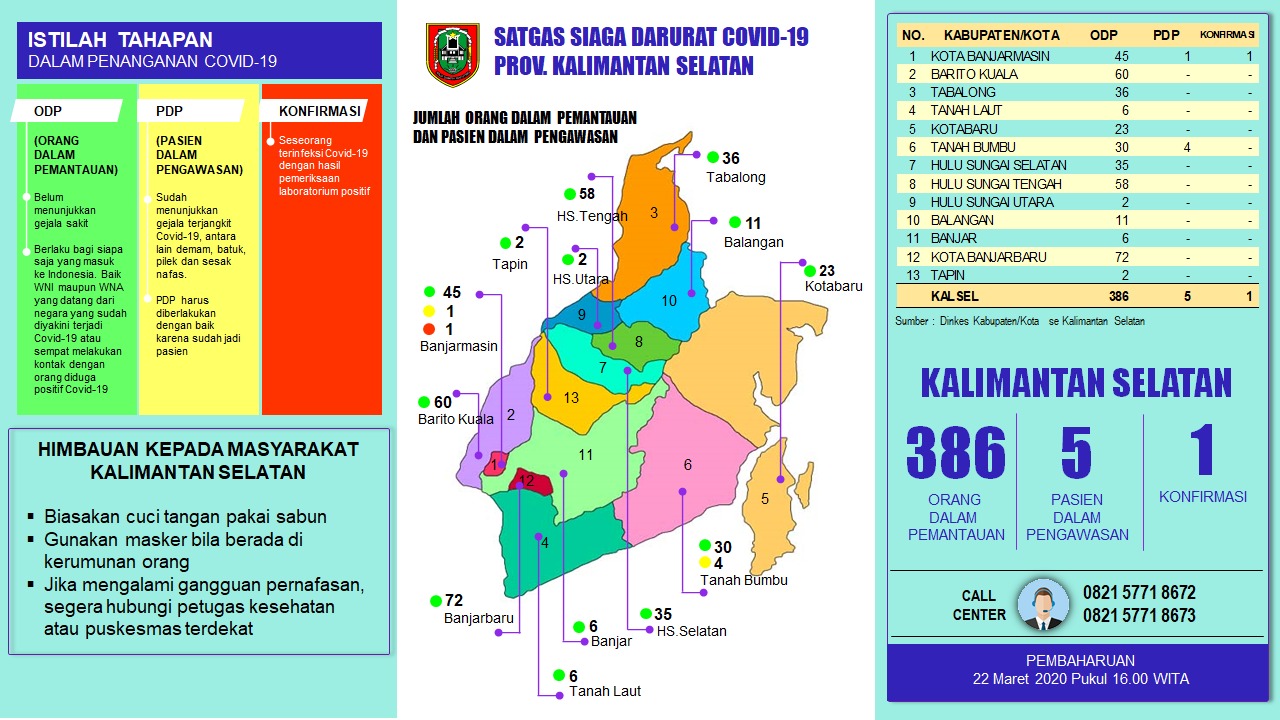 ISTILAH TAHAPAN
DALAM PENANGANAN COVID-19
ODP
(ORANG
DALAM
PEMANTAUAN)
Belum
menunjukkan
gejala sakit
Berlaku bagi siapa
saja yang masuk
ke Indonesia. Baik
WNI maupun WNA
yang datang dari
negara yang sudah
diyakini terjadi
Covid-19 atau
sempat melakukan
kontak dengan
orang diduga
positif Covid-19
PDP
(PASIEN
DALAM
PENGAWASAN)
Sudah
menunjukkan
gejala terjangkit
Covid-19, antara
lain demam, batuk,
pilek dan sesak
nafas.
PDP harus
diberlakukan
dengan baik
karena sudah jadi
pasien
KONFIRMASI
Seseorang
terinfeksi Covid-19
dengan hasil
pemeriksaan
laboratorium positif
HIMBAUAN KEPADA MASYARAKAT
KALIMANTAN SELATAN
▪ Biasakan cuci tangan pakai sabun
▪ Gunakan masker bila berada di
kerumunan orang
▪ Jika mengalami gangguan pernafasan,
segera hubungi petugas kesehatan
atau puskesmas terdekat
SATGAS SIAGA DARURAT COVID-19
PROV. KALIMANTAN SELATAN
JUMLAH ORANG DALAM PEMANTUAN
DAN PASIEN DALAM PENGAWASAN
36
Tabalong
58
HS.Tengah
11
Balangan
2
Tapin
2
HS.Utara
23
Kotabaru
45
1
1
Banjarmasin
60
Barito Kuala
3
10
9
8
7
13
2
11
1
12
6
5
4
30
4
Tanah Bumbu
72
Banjarbaru
35
HS.Selatan
6
Banjar
6
Tanah Laut
NO. KABUPATEN/KOTA ODP PDP KONFIRMASI
1 KOTA BANJARMASIN 45 1 1
2 BARITO KUALA 60 - -
3 TABALONG 36 - -
4 TANAH LAUT 6 - -
5 KOTABARU 23 - -
6 TANAH BUMBU 30 4 -
7 HULU SUNGAI SELATAN 35 - -
8 HULU SUNGAI TENGAH 58 - -
9 HULU SUNGAI UTARA 2 - -
10 BALANGAN 11 - -
11 BANJAR 6 - -
12 KOTA BANJARBARU 72 - -
13 TAPIN 2 - -
KALSEL 386 5 1
Sumber : Dinkes Kabupaten/Kota se Kalimantan Selatan
KALIMANTAN SELATAN
386
ORANG
DALAM
PEMANTAUAN
5
PASIEN
DALAM
PENGAWASAN
1
KONFIRMASI
CALL
CENTER
0821 5771 8672
0821 5771 8673
PEMBAHARUAN
22 Maret 2020 Pukul 16.00 WITA